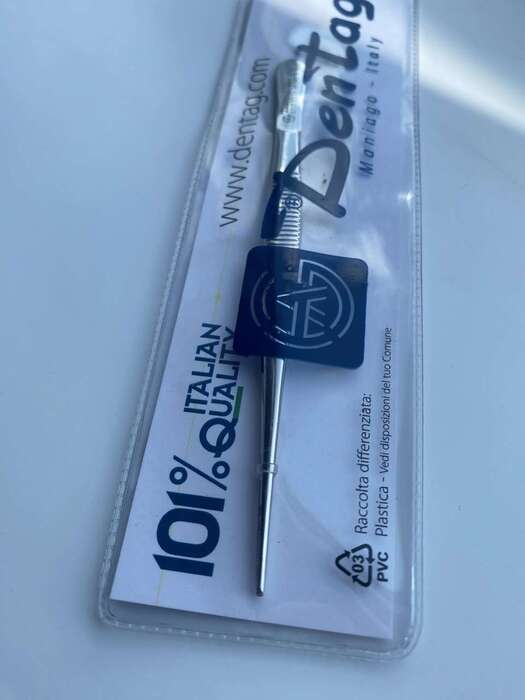 DenTag
Maniago - Italy
www.dentag.com
101%
ITALIAN
QUALITY
Raccolta differenziata:
Plastica - Vedi disposizioni del tuo Comune
03
PVC